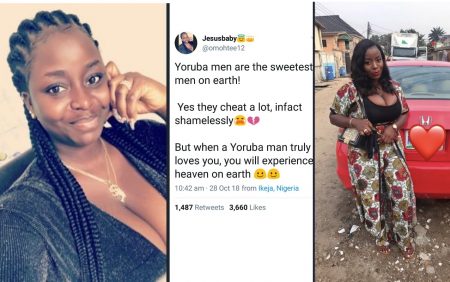 Jesusbaby😇🤝
@omohtee12
Yoruba men are the sweetest
men on earth!
Yes they cheat a lot, infact
shamelessly😫💔
But when a Yoruba man truly
loves you, you will experience
heaven on earth 🙂🙂
10:42 am · 28 Oct 18 from Ikeja, Nigeria
1,487 Retweets 3,660 Likes